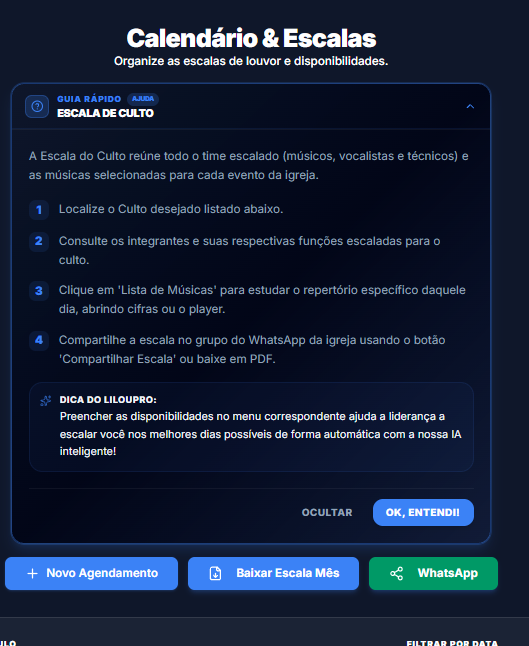 Calendário & Escalas
Organize as escalas de louvor e disponibilidades.
GUIA RÁPIDO AJUDA
ESCALA DE CULTO
A Escala do Culto reúne todo o time escalado (músicos, vocalistas e técnicos) e
as músicas selecionadas para cada evento da igreja.
1 Localize o Culto desejado listado abaixo.
2 Consulte os integrantes e suas respectivas funções escaladas para o
culto.
3 Clique em 'Lista de Músicas' para estudar o repertório específico daquele
dia, abrindo cifras ou o player.
4 Compartilhe a escala no grupo do WhatsApp da igreja usando o botão
'Compartilhar Escala' ou baixe em PDF.
DICA DO LILOUPRO:
Preencher as disponibilidades no menu correspondente ajuda a liderança a
escalar você nos melhores dias possíveis de forma automática com a nossa IA
inteligente!
OCULTAR OK, ENTENDI!
+ Novo Agendamento Baixar Escala Mês WhatsApp
FILTRAR POR DATA